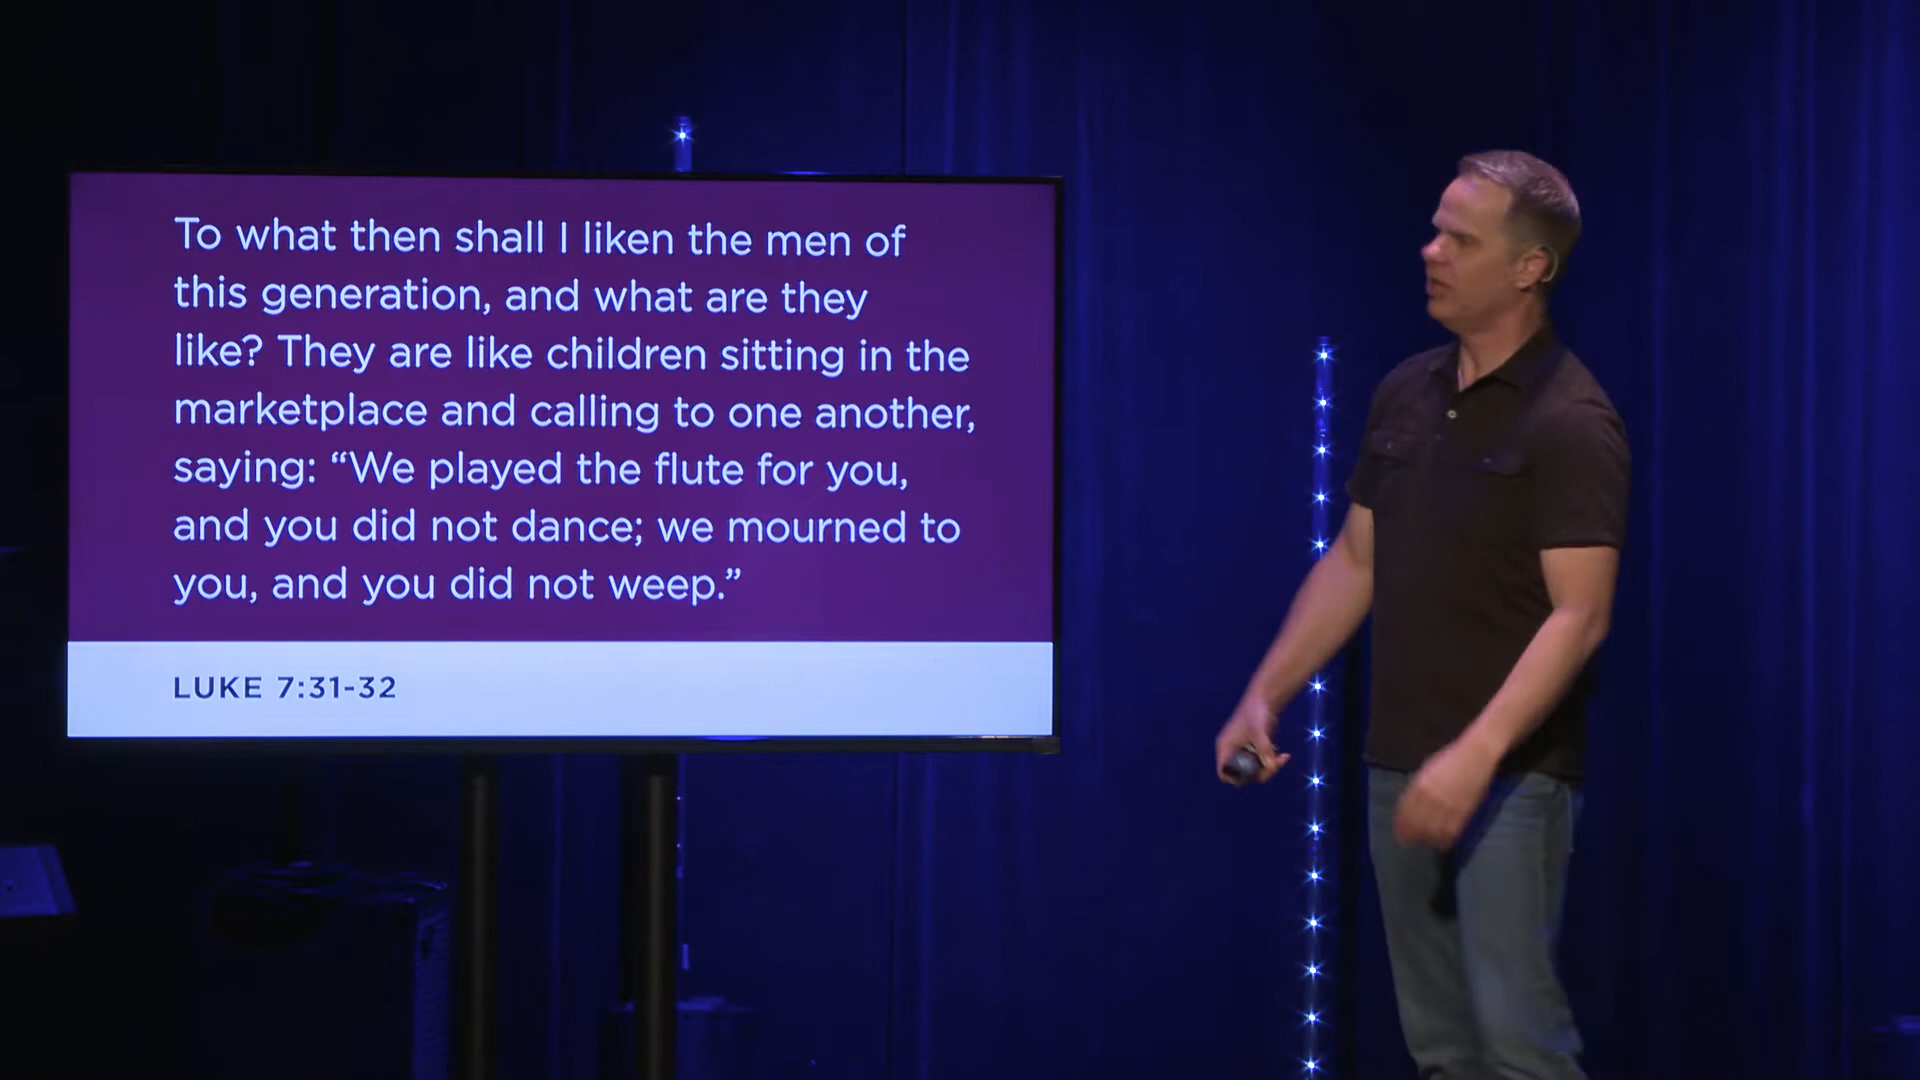 To what then shall I liken the men of
this generation, and what are they
like? They are like children sitting in the
marketplace and calling to one another,
saying: “We played the flute for you,
and you did not dance; we mourned to
you, and you did not weep.”
LUKE 7:31-32